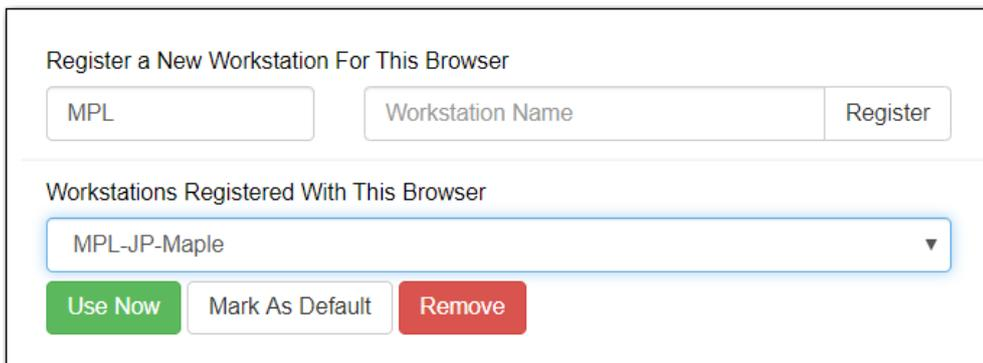 Register a New Workstation For This Browser
MPL Workstation Name Register
Workstations Registered With This Browser
MPL-JP-Maple
Use Now Mark As Default Remove